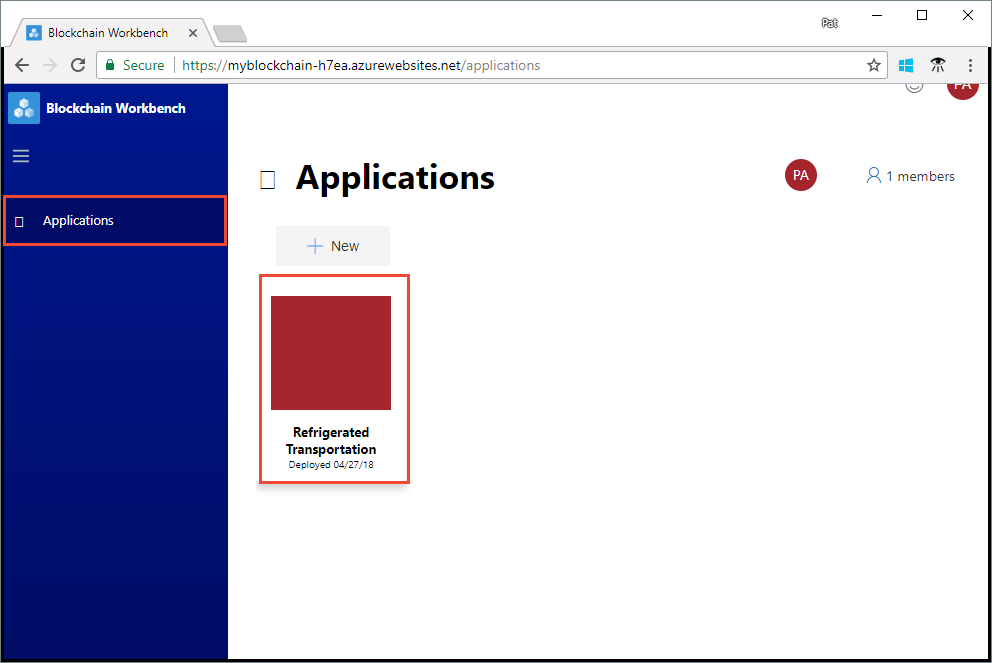 Blockchain Workbench
Pat
Secure
https://myblockchain-h7ea.azurewebsites.net/applications
Blockchain Workbench
PA
Applications
Applications
PA
1 members
New
Refrigerated
Transportation
Deployed 04/27/18